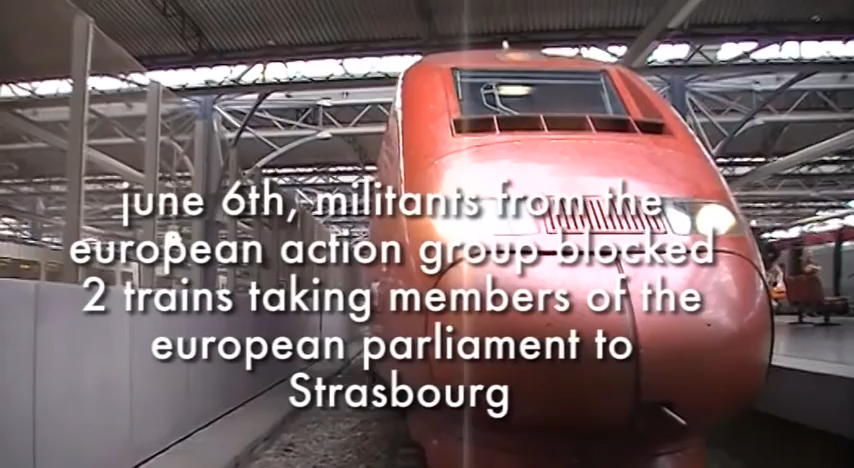 june 6th, militants from the
european action group blocked
2 trains taking members of the
european parliament to
Strasbourg